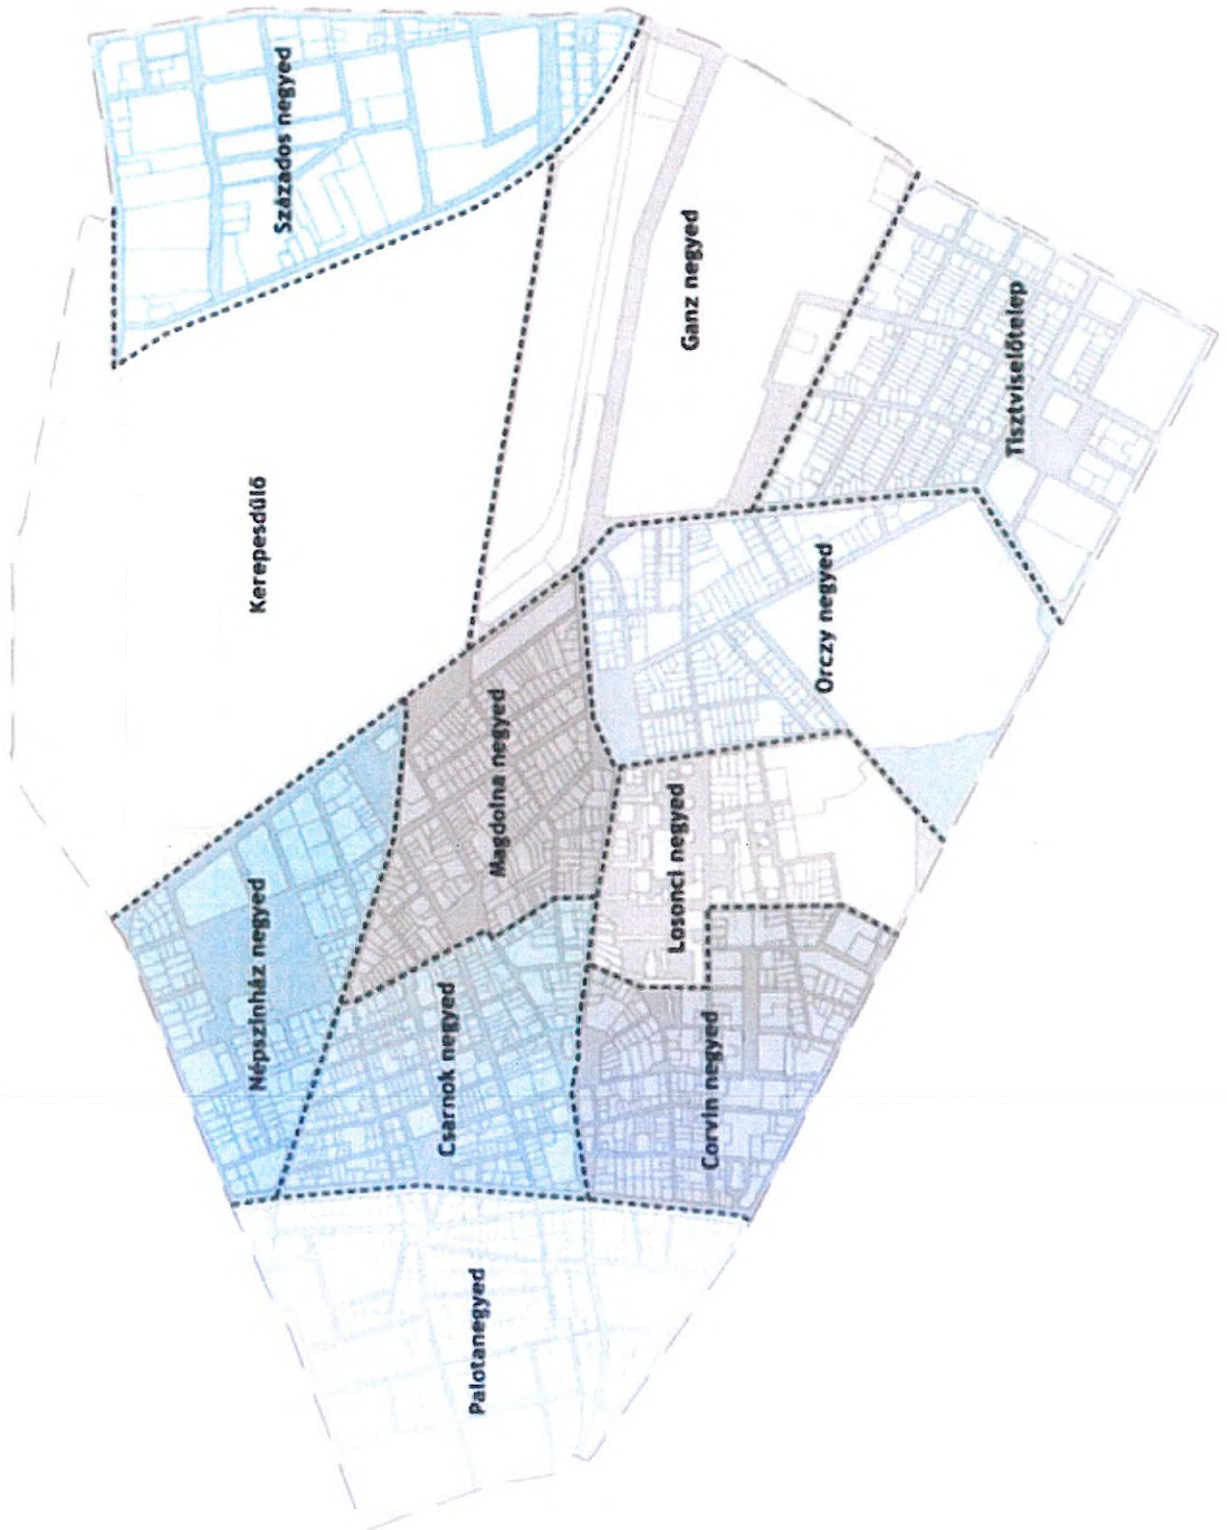 Százados negyed
Kerepesdűlő
Ganz negyed
Tisztviselőtelep
Népszínház negyed
Magdolna negyed
Orczy negyed
Csarnok negyed
Losonci negyed
Corvin negyed
Palotanegyed